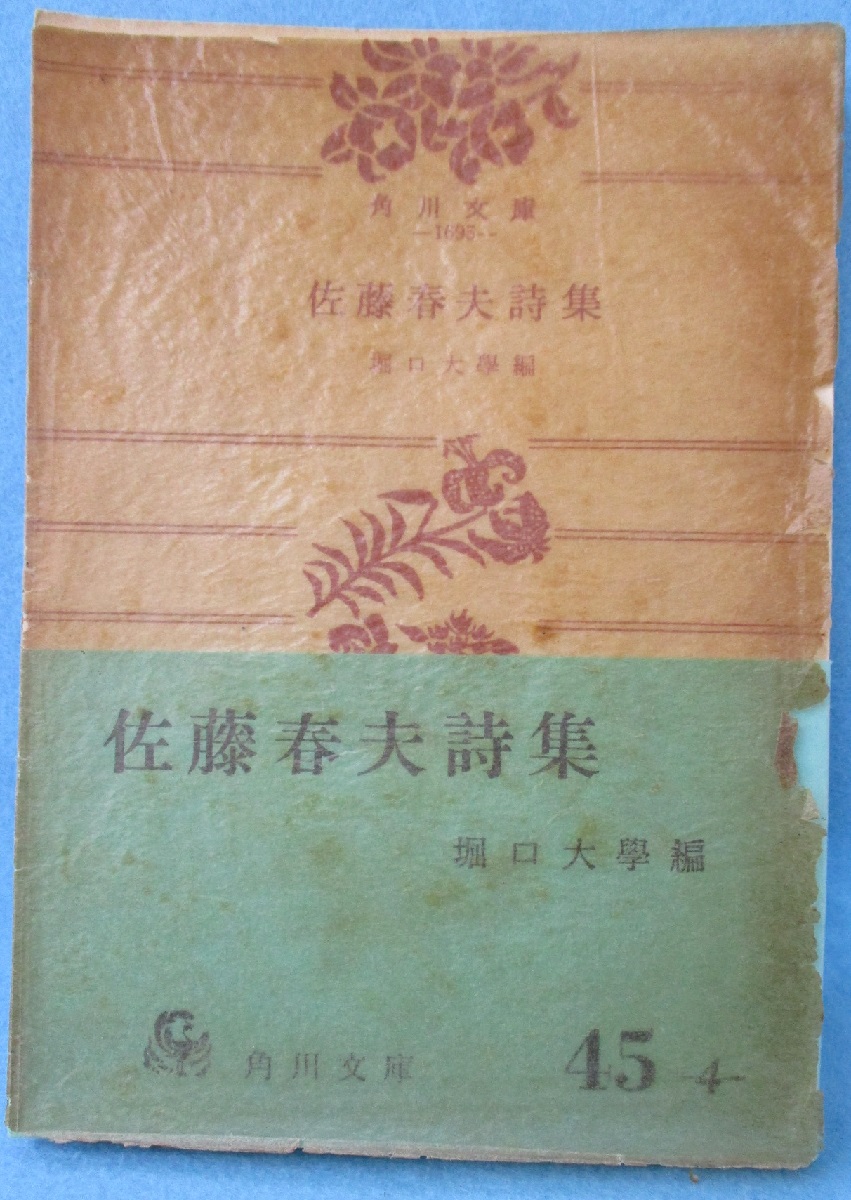 角川文庫
—1695—
佐藤春夫詩集
堀口大學編
佐藤春夫詩集
堀口大學編
角川文庫
45 -4-